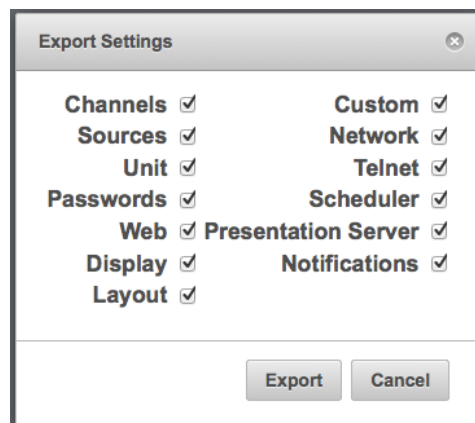 Export Settings
Channels Custom
Sources Network
Unit Telnet
Passwords Scheduler
Web Presentation Server
Display Notifications
Layout
Export Cancel